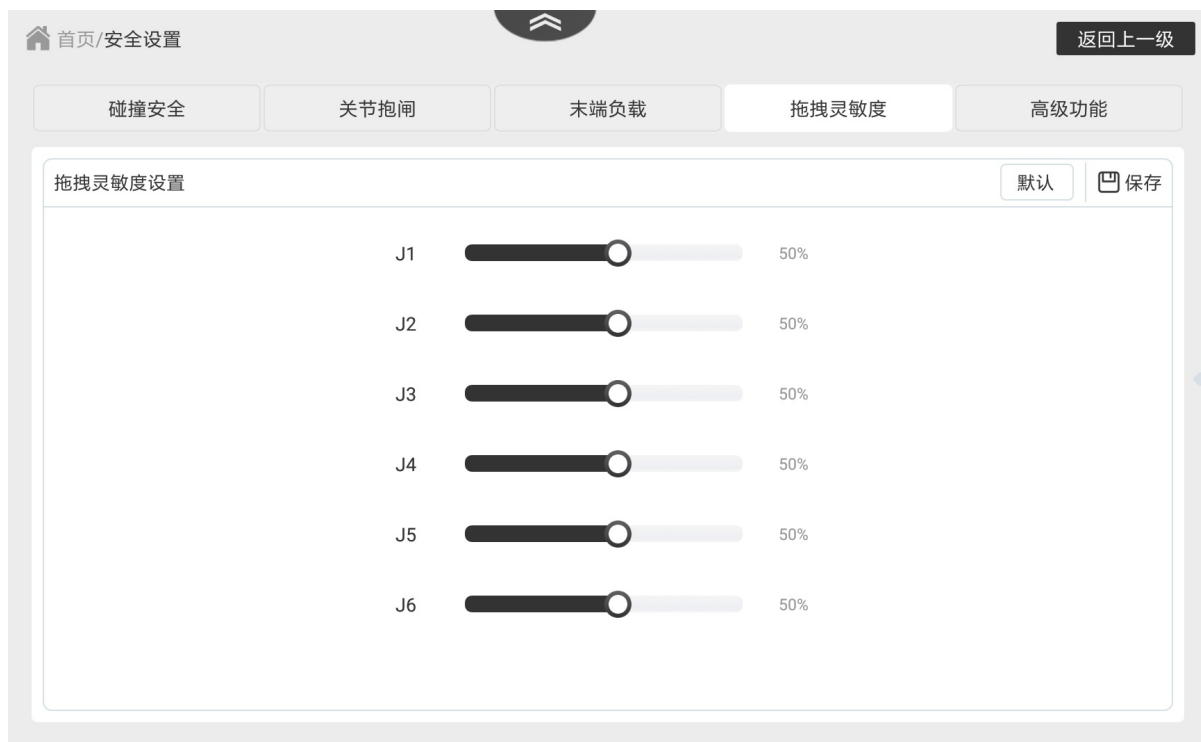 首页/安全设置
返回上一级
碰撞安全 关节抱闸 末端负载 拖拽灵敏度 高级功能
拖拽灵敏度设置 默认 保存
J1 50%
J2 50%
J3 50%
J4 50%
J5 50%
J6 50%